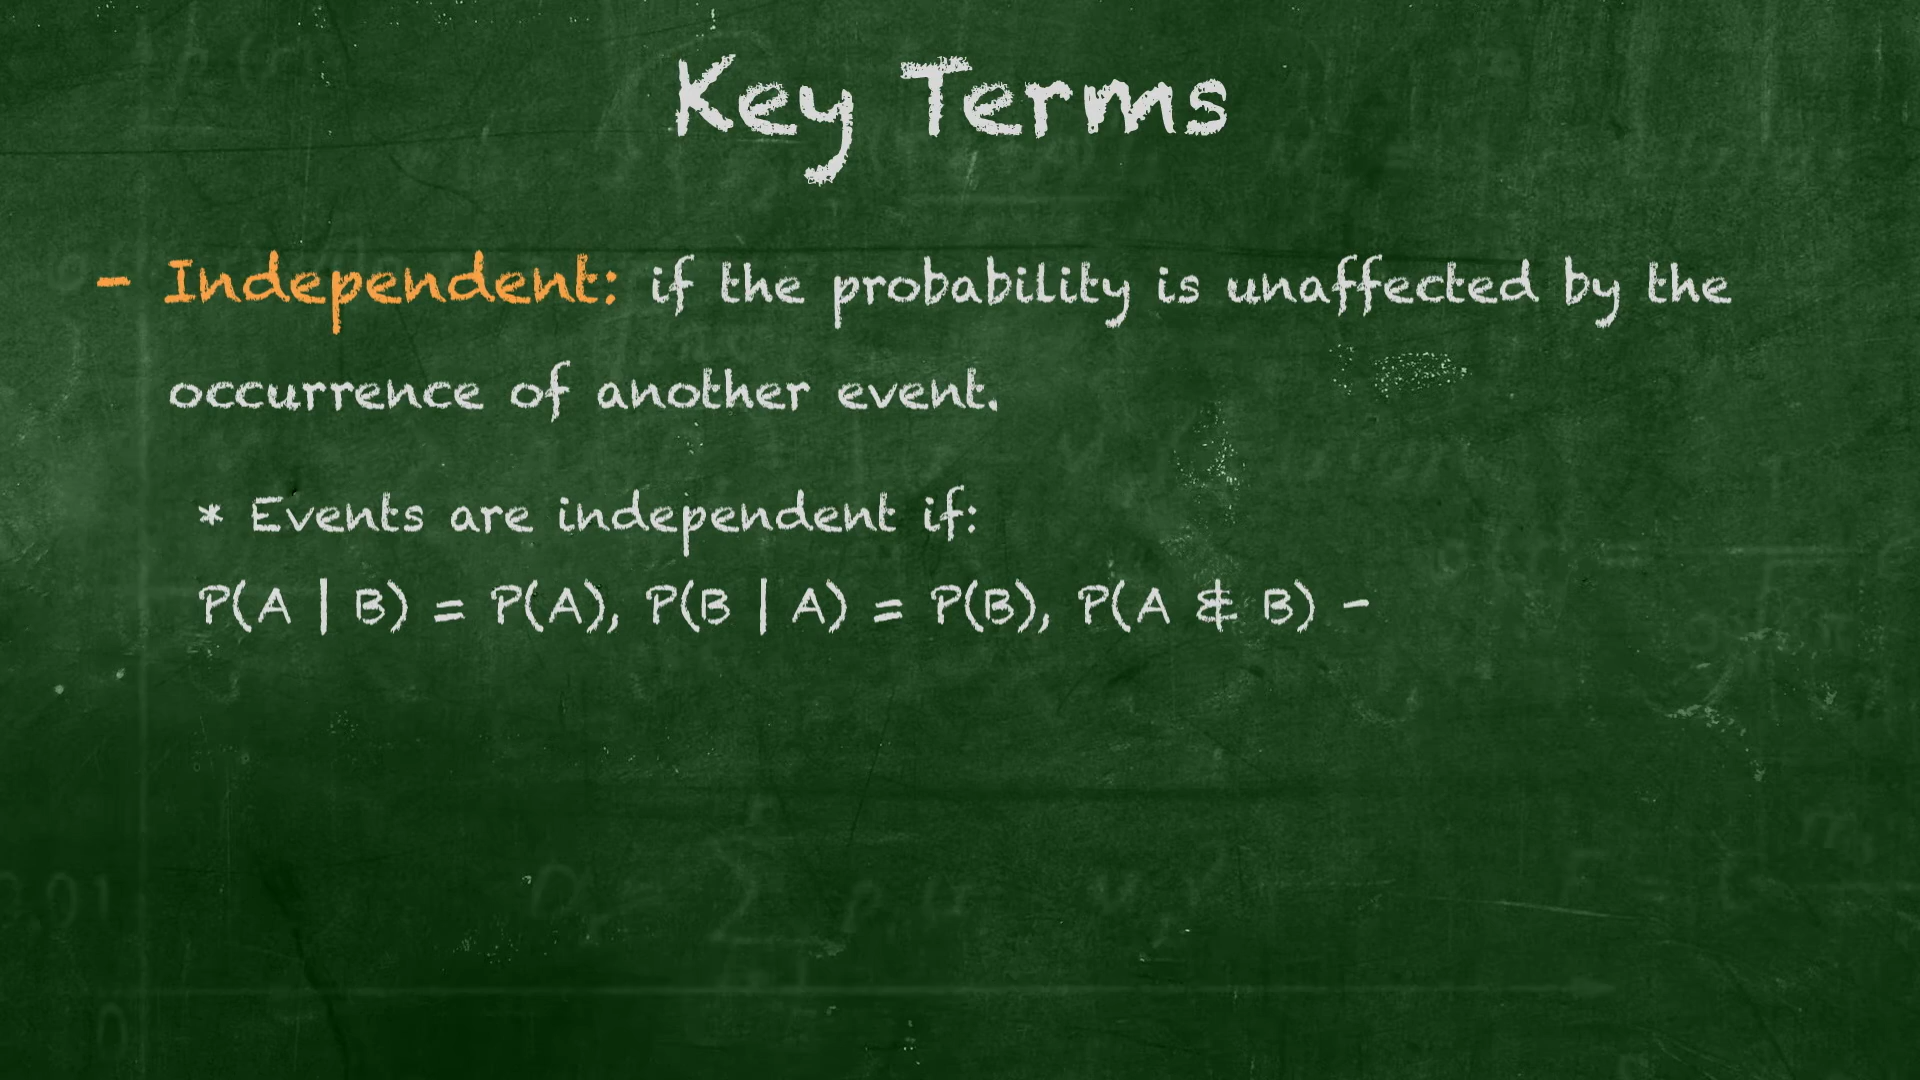 Key Terms
- Independent: if the probability is unaffected by the
occurrence of another event.
* Events are independent if:
P(A | B) = P(A), P(B | A) = P(B), P(A & B) -